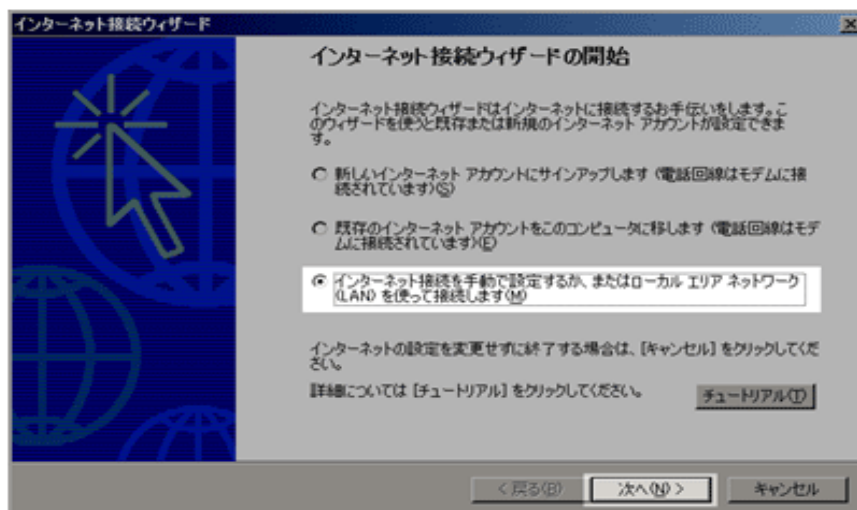 インターネット接続ウィザード
インターネット接続ウィザードの開始
インターネット接続ウィザードはインターネットに接続するお手伝いをします。こ
のウィザードを使うと既存または新規のインターネット アカウントが設定できま
す。
新しいインターネット アカウントにサインアップします (電話回線はモデムに接
続されています)(S)
既存のインターネット アカウントをこのコンピュータに移します (電話回線はモデ
ムに接続されています)(E)
インターネット接続を手動で設定するか、またはローカル エリア ネットワーク
(LAN) を使って接続します(M)
インターネットの設定を変更せずに終了する場合は、[キャンセル] をクリックしてくだ
さい。
詳細については [チュートリアル] をクリックしてください。
チュートリアル(T)
< 戻る(B)
次へ(N) >
キャンセル